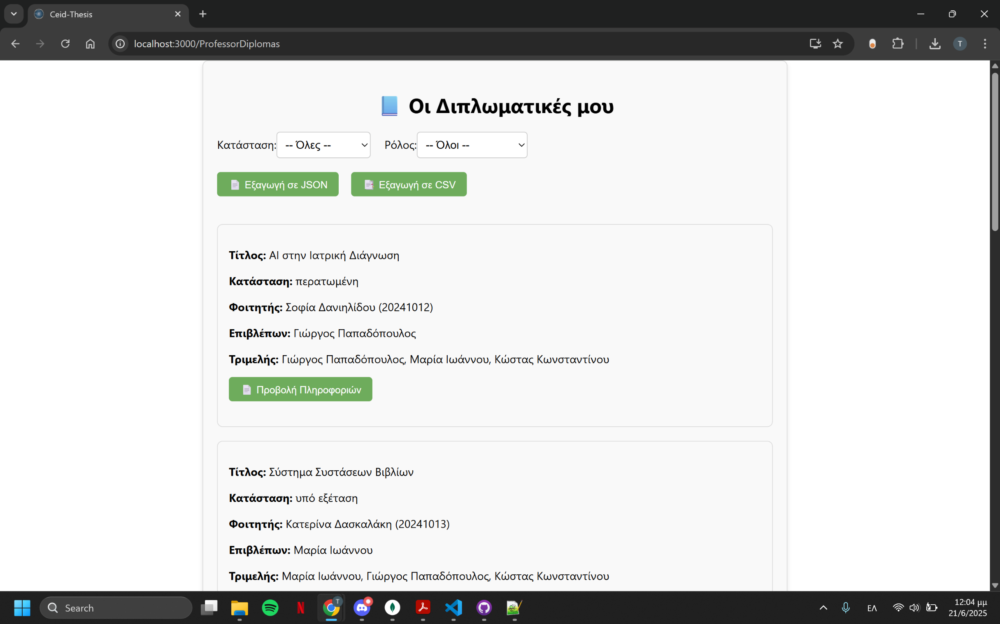 Ceid-Thesis
localhost:3000/ProfessorDiplomas
T
📘 Οι Διπλωματικές μου
Κατάσταση: -- Όλες -- Ρόλος: -- Όλοι --
📄 Εξαγωγή σε JSON 📑 Εξαγωγή σε CSV
Τίτλος: AI στην Ιατρική Διάγνωση
Κατάσταση: περατωμένη
Φοιτητής: Σοφία Δανιηλίδου (20241012)
Επιβλέπων: Γιώργος Παπαδόπουλος
Τριμελής: Γιώργος Παπαδόπουλος, Μαρία Ιωάννου, Κώστας Κωνσταντίνου
📄 Προβολή Πληροφοριών
Τίτλος: Σύστημα Συστάσεων Βιβλίων
Κατάσταση: υπό εξέταση
Φοιτητής: Κατερίνα Δασκαλάκη (20241013)
Επιβλέπων: Μαρία Ιωάννου
Τριμελής: Μαρία Ιωάννου, Γιώργος Παπαδόπουλος, Κώστας Κωνσταντίνου
Search
N
T
ΕΛ
12:04 μμ
21/6/2025